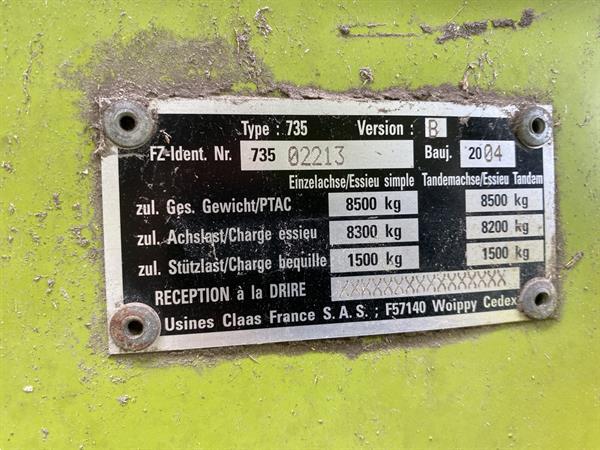 Type : 735 Version : B
FZ-Ident. Nr. 735 02213 Bauj. 2004
Einzelachse/Essieu simple Tandemachse/Essieu Tandem
zul. Ges. Gewicht/PTAC 8500 kg 8500 kg
zul. Achslast/Charge essieu 8300 kg 8200 kg
zul. Stützlast/Charge bequille 1500 kg 1500 kg
RECEPTION à la DRIRE XXXXXXXXXXXXXXXX
Usines Claas France S.A.S. ; F57140 Woippy Cedex